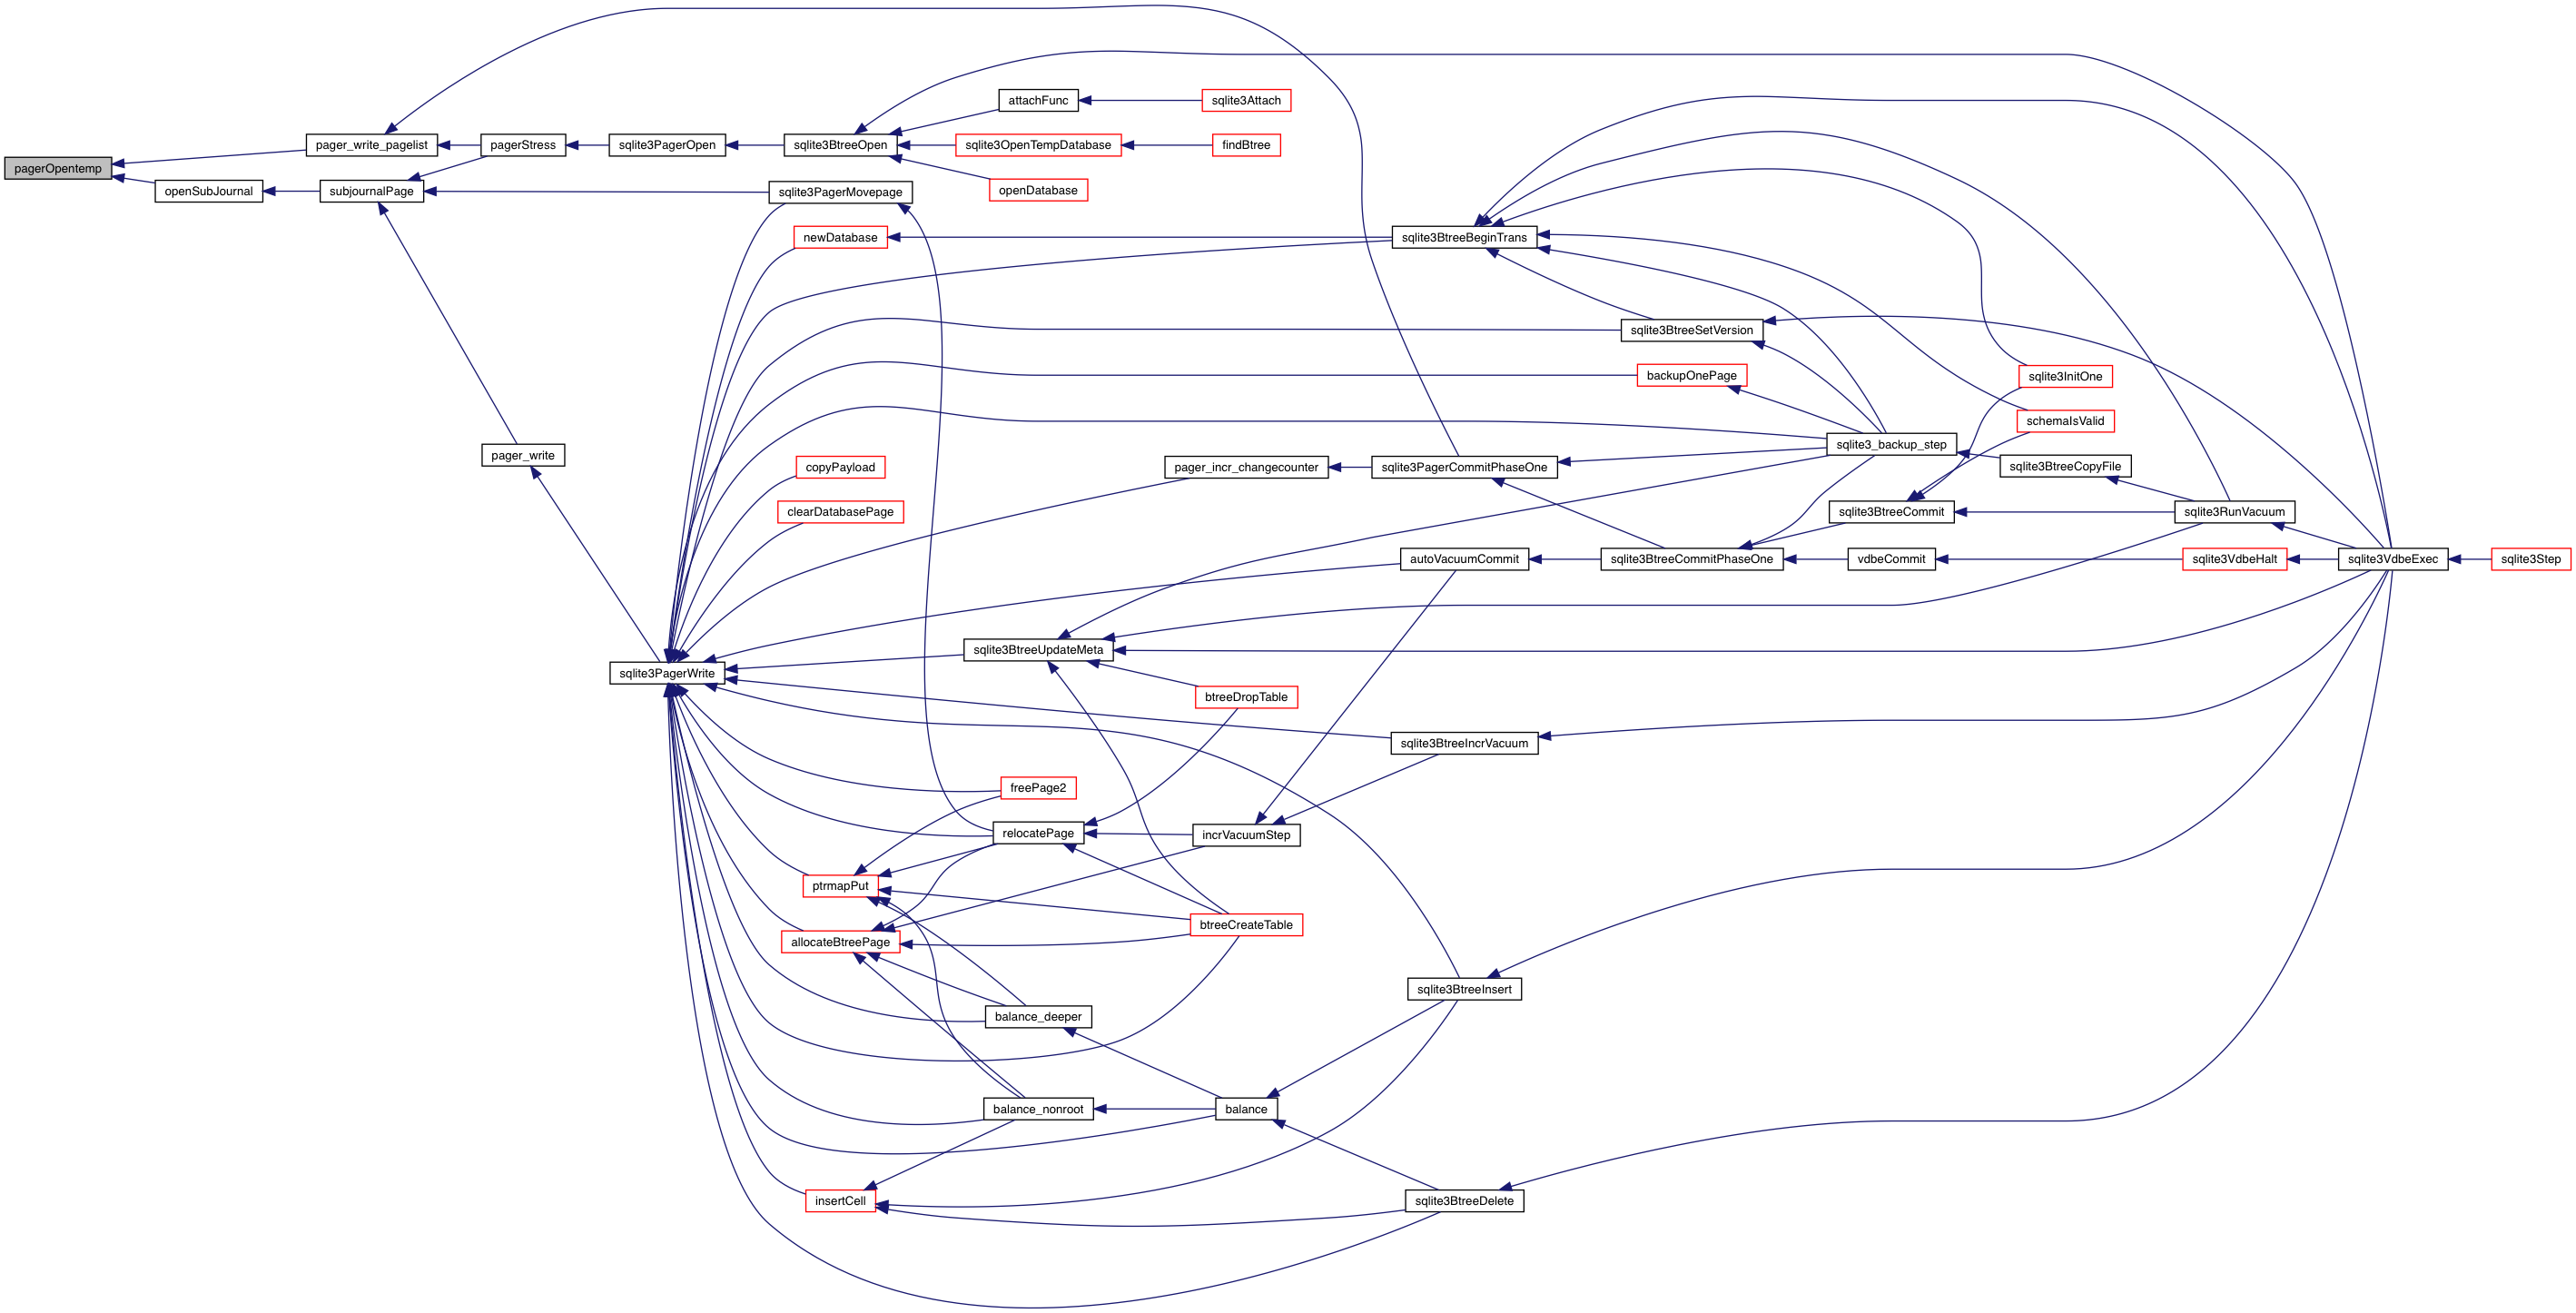 pagerOpentemp
pager_write_pagelist
openSubJournal
pagerStress
subjournalPage
pager_write
sqlite3PagerOpen
sqlite3PagerWrite
sqlite3BtreeOpen
sqlite3PagerMovepage
newDatabase
copyPayload
clearDatabasePage
ptrmapPut
allocateBtreePage
insertCell
attachFunc
sqlite3OpenTempDatabase
openDatabase
sqlite3BtreeUpdateMeta
freePage2
relocatePage
balance_deeper
balance_nonroot
sqlite3Attach
findBtree
pager_incr_changecounter
btreeDropTable
incrVacuumStep
btreeCreateTable
balance
sqlite3BtreeBeginTrans
sqlite3PagerCommitPhaseOne
autoVacuumCommit
sqlite3BtreeIncrVacuum
sqlite3BtreeInsert
sqlite3BtreeDelete
sqlite3BtreeSetVersion
backupOnePage
sqlite3BtreeCommitPhaseOne
sqlite3_backup_step
sqlite3BtreeCommit
vdbeCommit
sqlite3InitOne
schemaIsValid
sqlite3BtreeCopyFile
sqlite3RunVacuum
sqlite3VdbeHalt
sqlite3VdbeExec
sqlite3Step